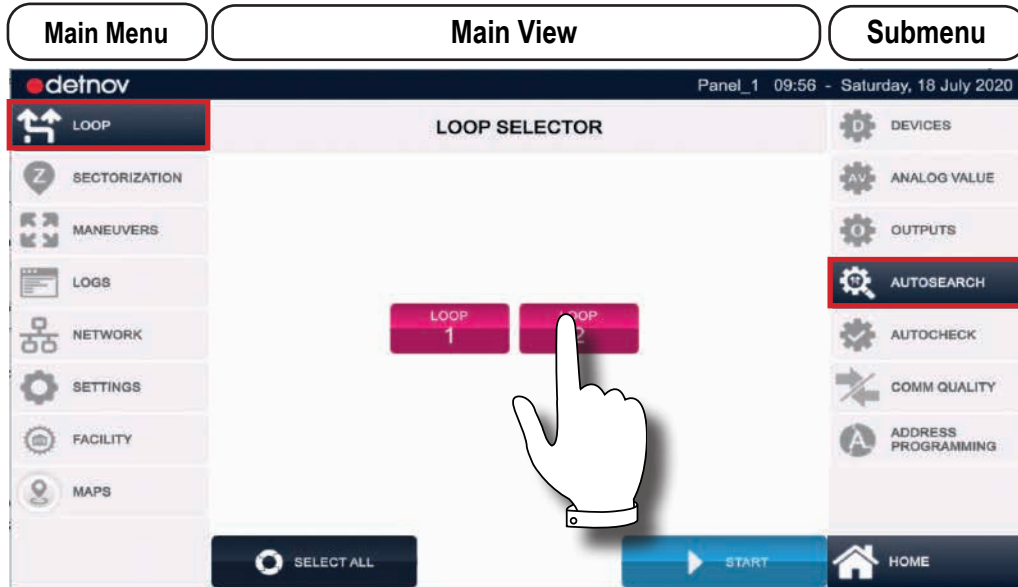 Main Menu
Main View
Submenu
detnov
Panel_1 09:56 - Saturday, 18 July 2020
LOOP
SECTORIZATION
MANEUVERS
LOGS
NETWORK
SETTINGS
FACILITY
MAPS
LOOP SELECTOR
LOOP
1
2
SELECT ALL
START
DEVICES
ANALOG VALUE
OUTPUTS
AUTOSEARCH
AUTOCHECK
COMM QUALITY
ADDRESS
PROGRAMMING
HOME